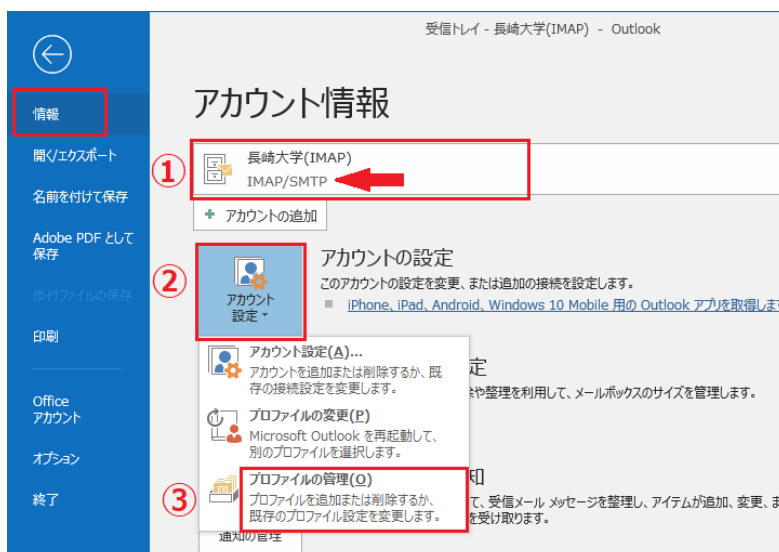 受信トレイ - 長崎大学(IMAP) - Outlook
情報
開く/エクスポート
名前を付けて保存
Adobe PDF として
保存
添付ファイルの保存
印刷
Office
アカウント
オプション
終了
アカウント情報
①
長崎大学(IMAP)
IMAP/SMTP
+ アカウントの追加
②
アカウント
設定
アカウントの設定
このアカウントの設定を変更、または追加の接続を設定します。
iPhone、iPad、Android、Windows 10 Mobile 用の Outlook アプリを取得しま
アカウント設定(A)...
アカウントを追加または削除するか、既
存の接続設定を変更します。
プロファイルの変更(P)
Microsoft Outlook を再起動して、
別のプロファイルを選択します。
③
プロファイルの管理(O)
プロファイルを追加または削除するか、
既存のプロファイル設定を変更します。
定
や整理を利用して、メールボックスのサイズを管理します。
知
て、受信メール メッセージを整理し、アイテムが追加、変更、ま
を受け取ります。
通知の管理